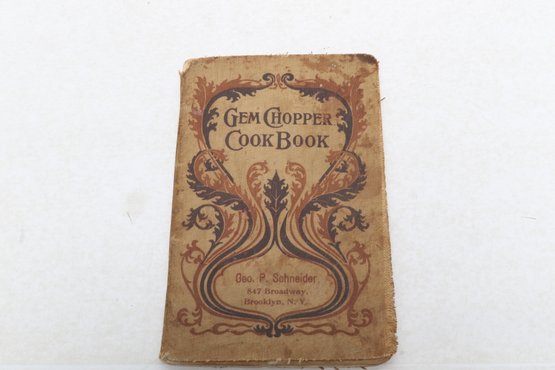 GEM CHOPPER
COOK BOOK
Geo. P. Schneider
847 Broadway,
Brooklyn, N. Y.